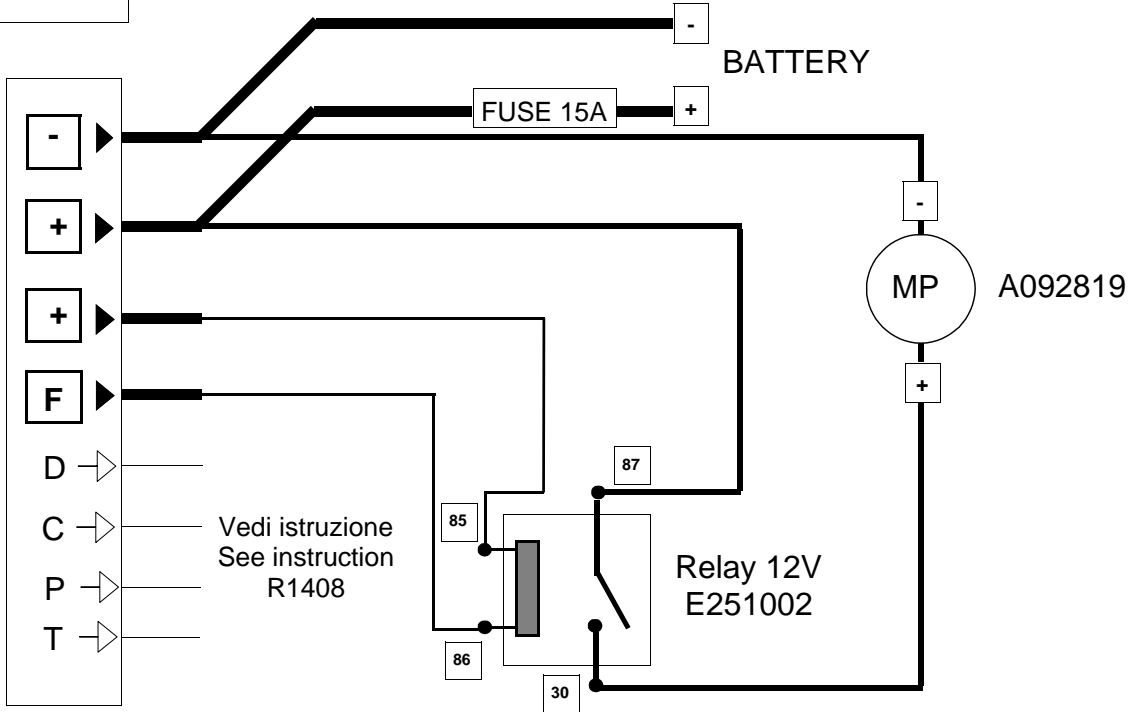 -
BATTERY
FUSE 15A
+
-
+
-
MP
A092819
+
+
F
D
87
85
C
Vedi istruzione
See instruction
R1408
Relay 12V
E251002
P
T
86
30